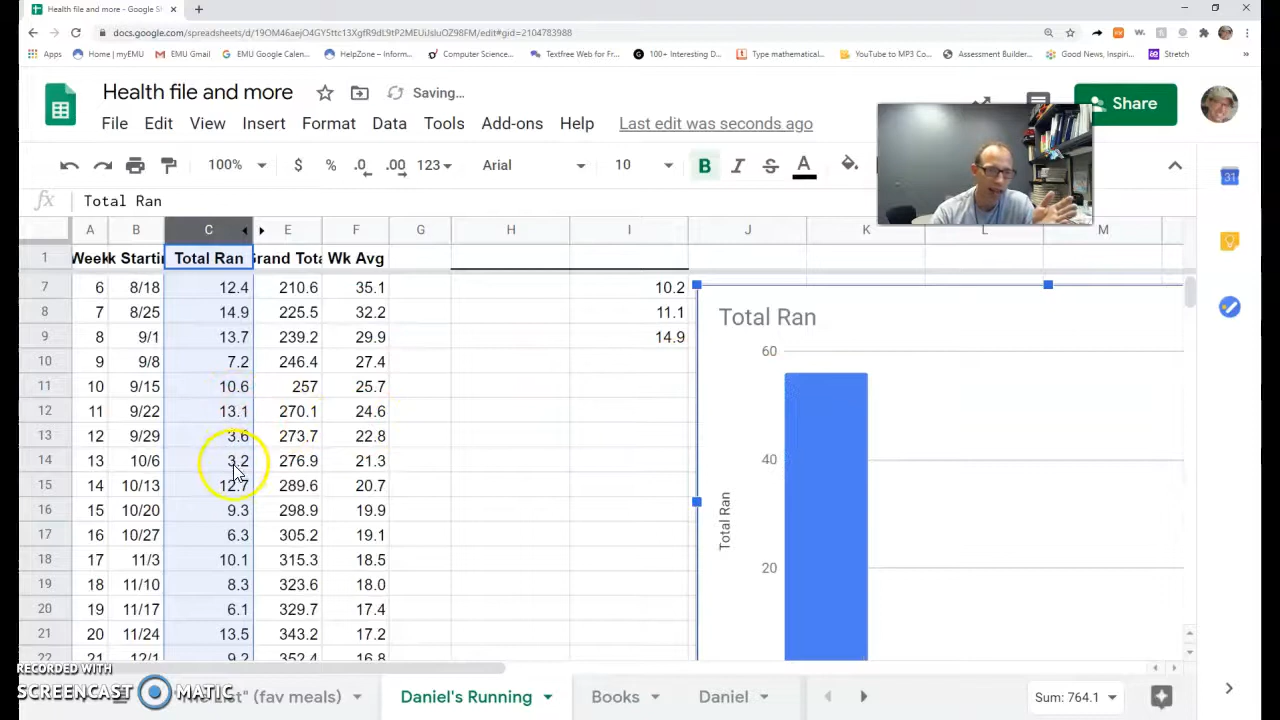 Health file and more - Google S
docs.google.com/spreadsheets/d/19OM46aejO4GY5ttc13XgfR9dL9tP2MEUiJsluOZ98FM/edit#gid=2104783988
Apps Home | myEMU EMU Gmail EMU Google Calen... HelpZone – Inform... Computer Science... Textfree Web for Fr... 100+ Interesting D... Type mathematical... YouTube to MP3 Co... Assessment Builder... Good News, Inspiri... Stretch
Health file and more Saving...
Share
File Edit View Insert Format Data Tools Add-ons Help Last edit was seconds ago
100% $ % .0 .00 123 Arial 10 B I S A
fx Total Ran
A B C E F G H I J K L M
1 Week k Starti Total Ran Grand Tota Wk Avg
7 6 8/18 12.4 210.6 35.1 10.2
8 7 8/25 14.9 225.5 32.2 11.1
9 8 9/1 13.7 239.2 29.9 14.9
10 9 9/8 7.2 246.4 27.4
11 10 9/15 10.6 257 25.7
12 11 9/22 13.1 270.1 24.6
13 12 9/29 3.6 273.7 22.8
14 13 10/6 3.2 276.9 21.3
15 14 10/13 12.7 289.6 20.7
16 15 10/20 9.3 298.9 19.9
17 16 10/27 6.3 305.2 19.1
18 17 11/3 10.1 315.3 18.5
19 18 11/10 8.3 323.6 18.0
20 19 11/17 6.1 329.7 17.4
21 20 11/24 13.5 343.2 17.2
22 21 12/1 9.2 352.4 16.8
Total Ran
60
40
20
Total Ran
31
RECORDED WITH
SCREENCAST MATIC
List" (fav meals) Daniel's Running Books Daniel Sum: 764.1